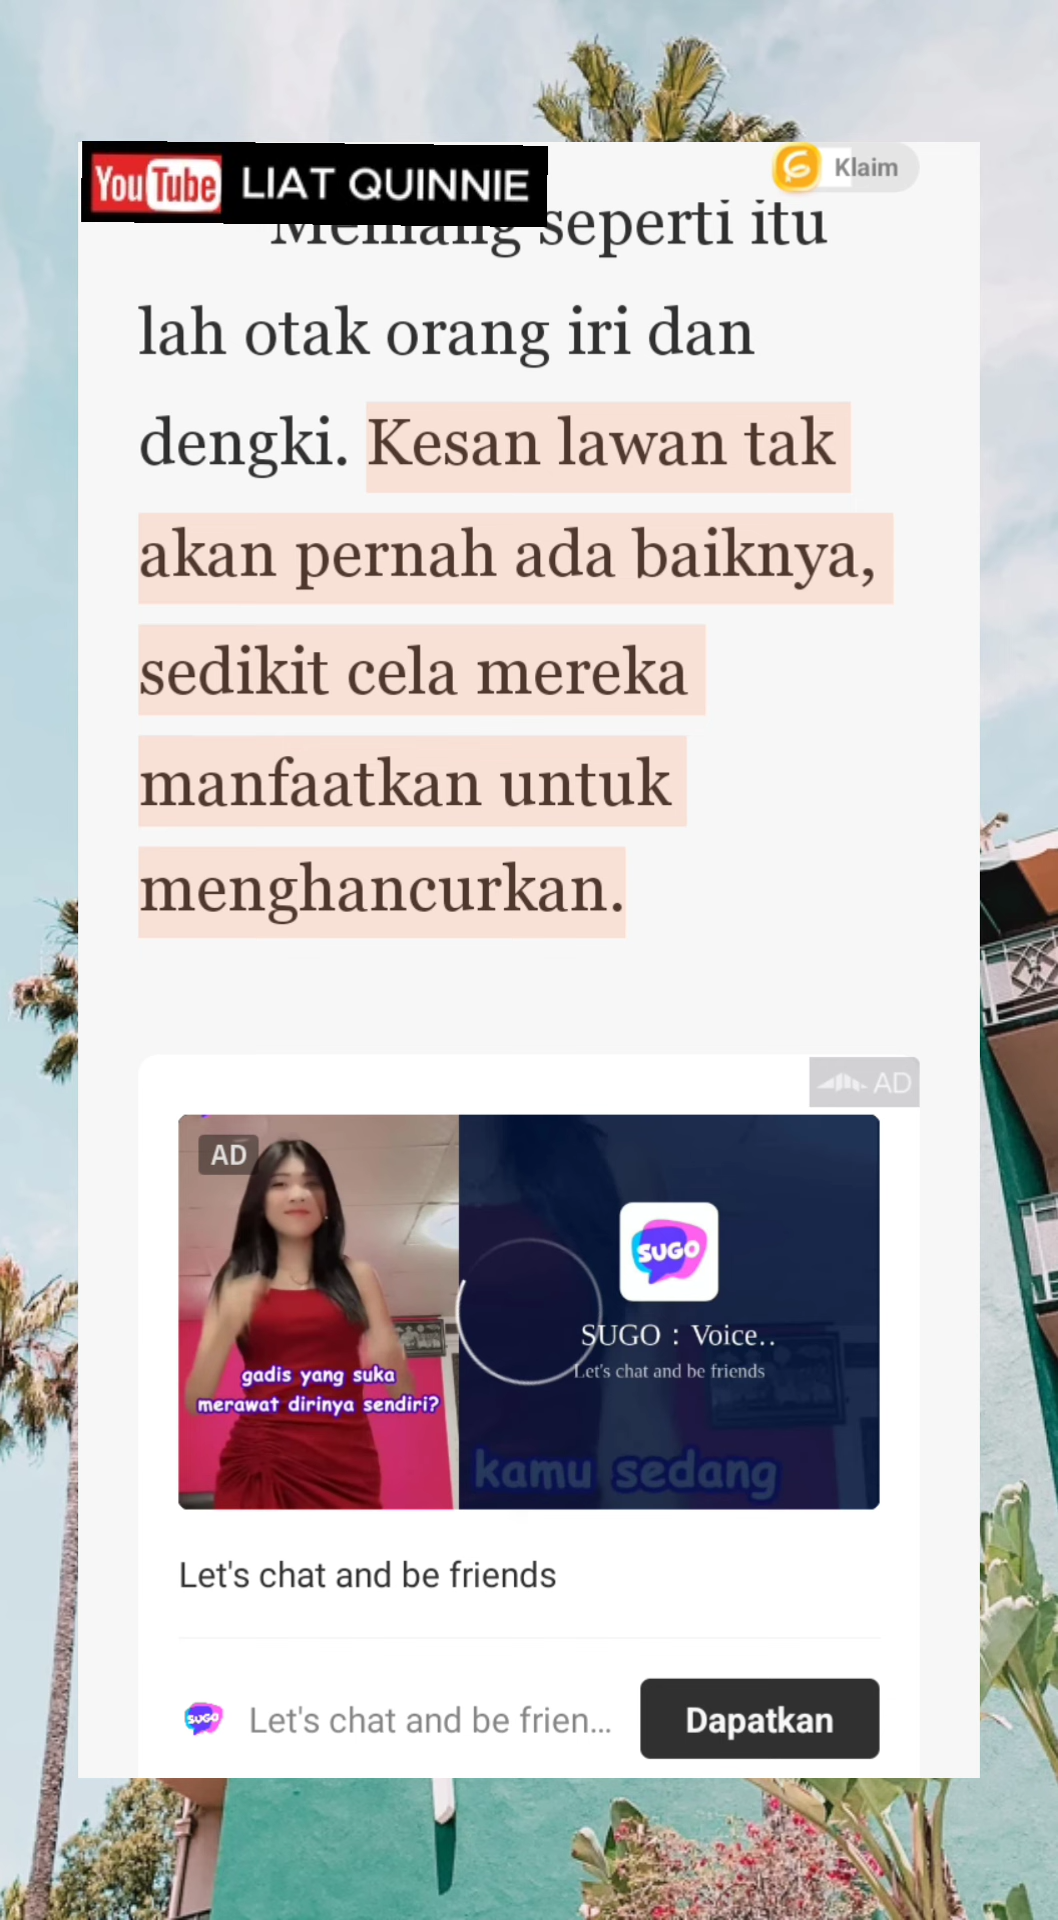 YouTube LIAT QUINNIE
Klaim
Memang seperti itu
lah otak orang iri dan
dengki. Kesan lawan tak
akan pernah ada baiknya,
sedikit cela mereka
manfaatkan untuk
menghancurkan.
AD
AD
gadis yang suka
merawat dirinya sendiri?
SUGO
SUGO : Voice..
Let's chat and be friends
kamu sedang
Let's chat and be friends
SUGO
Let's chat and be frien...
Dapatkan